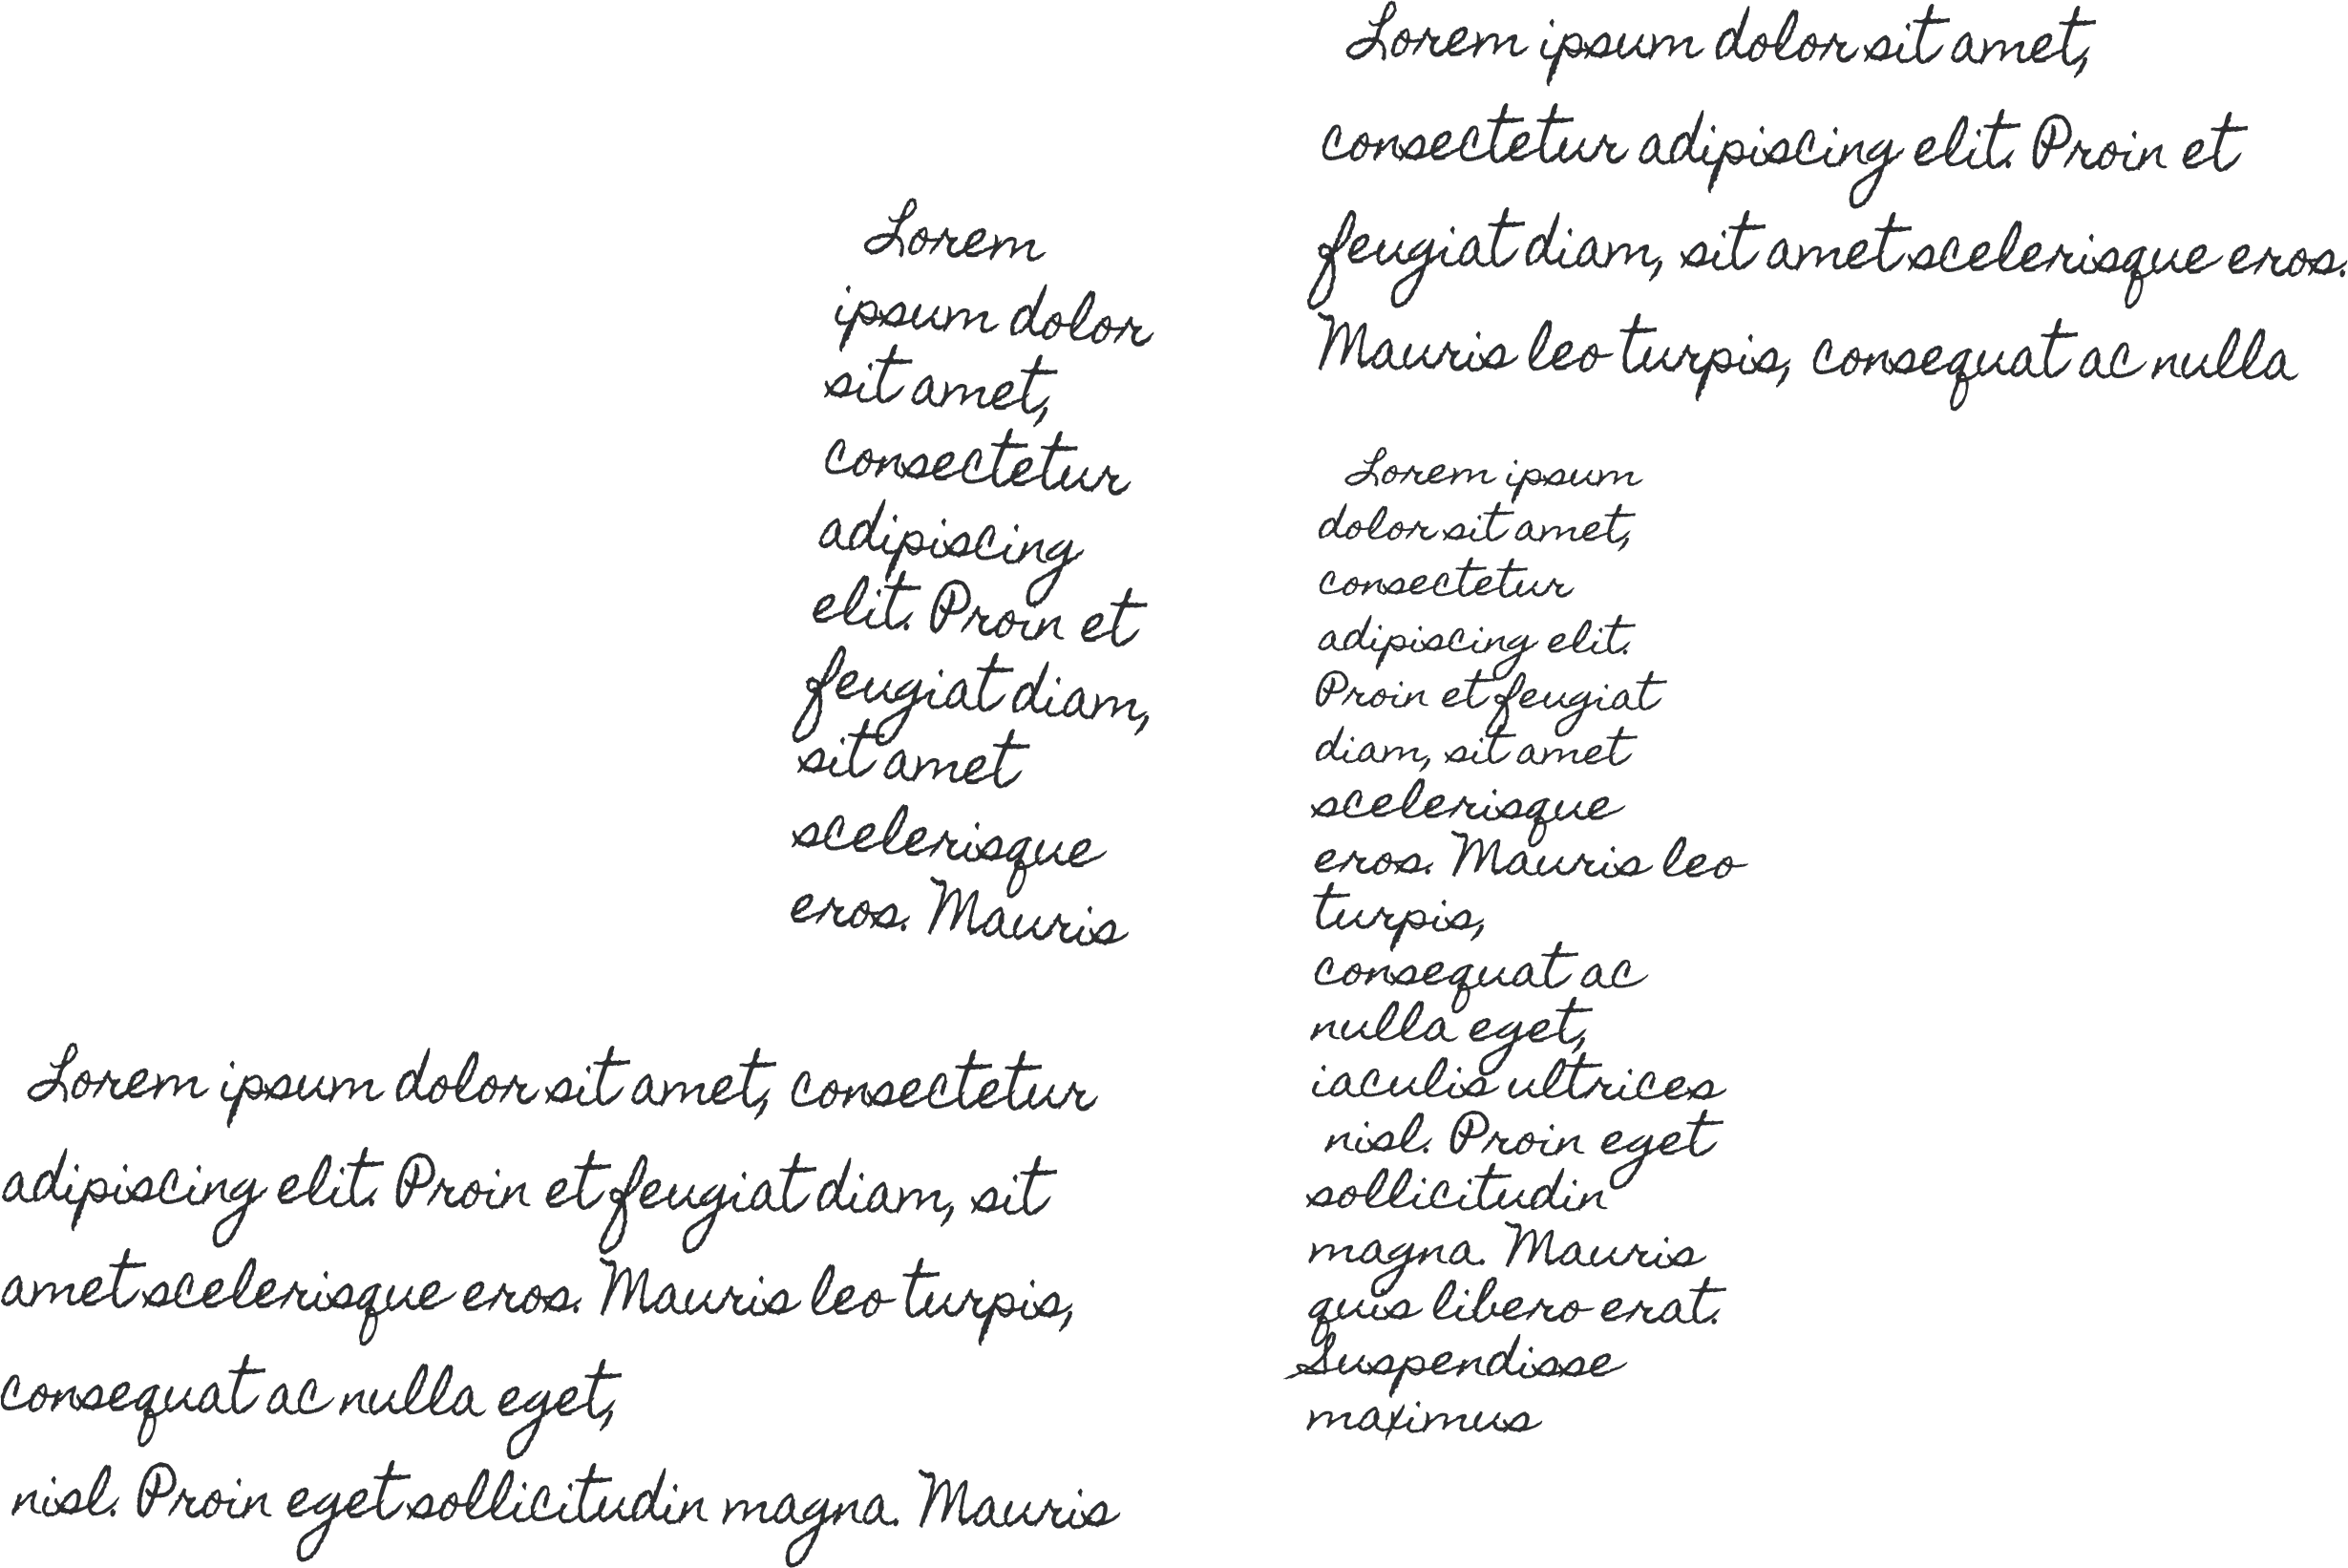 Lorem
ipsum dolor
sit amet,
consectetur
adipiscing
elit. Proin et
feugiat diam,
sit amet
scelerisque
eros. Mauris
Lorem ipsum dolor sit amet, consectetur
adipiscing elit. Proin et feugiat diam, sit
amet scelerisque eros. Mauris leo turpis,
consequat ac nulla eget,
nisl. Proin eget sollicitudin magna. Mauris
Lorem ipsum dolor sit amet,
consectetur adipiscing elit. Proin et
feugiat diam, sit amet scelerisque eros.
Mauris leo turpis, consequat ac nulla
Lorem ipsum
dolor sit amet,
consectetur
adipiscing elit.
Proin et feugiat
diam, sit amet
scelerisque
eros. Mauris leo
turpis,
consequat ac
nulla eget,
iaculis ultrices
nisl. Proin eget
sollicitudin
magna. Mauris
quis libero erat.
Suspendisse
maximus